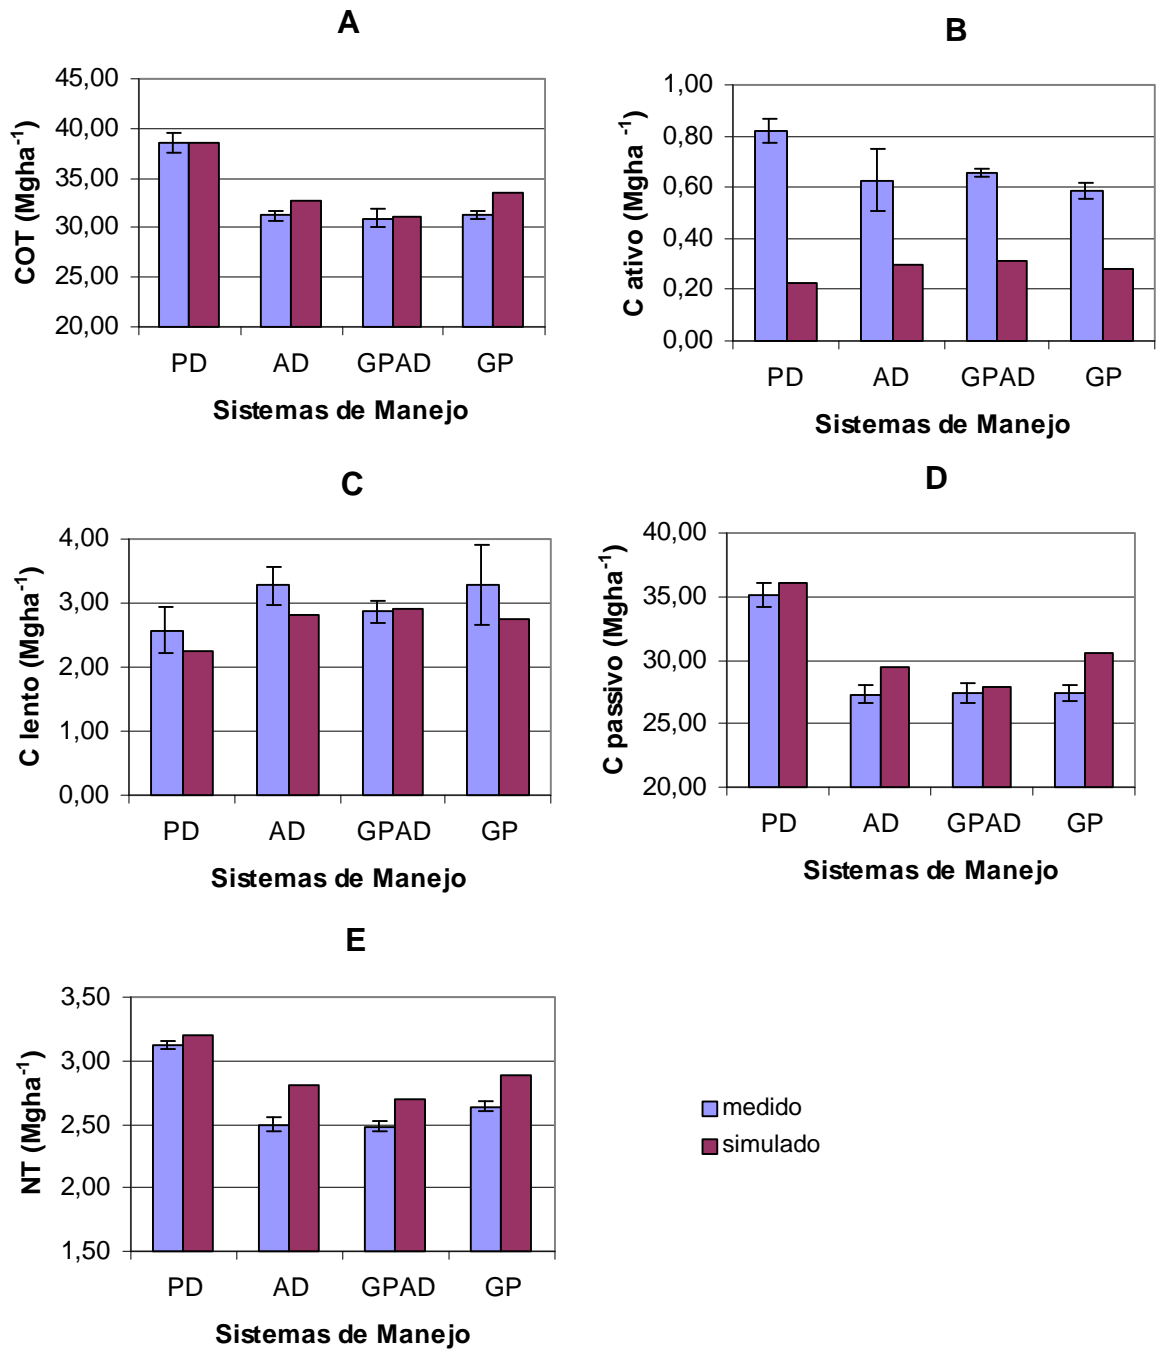 A
COT (Mgha-1)
45,00
40,00
35,00
30,00
25,00
20,00
PD AD GPAD GP
Sistemas de Manejo
B
C ativo (Mgha -1)
1,00
0,80
0,60
0,40
0,20
0,00
PD AD GPAD GP
Sistemas de Manejo
C
C lento (Mgha-1)
4,00
3,00
2,00
1,00
0,00
PD AD GPAD GP
Sistemas de Manejo
D
C passivo (Mgha-1)
40,00
35,00
30,00
25,00
20,00
PD AD GPAD GP
Sistemas de Manejo
E
NT (Mgha-1)
3,50
3,00
2,50
2,00
1,50
PD AD GPAD GP
Sistemas de Manejo
medido
simulado